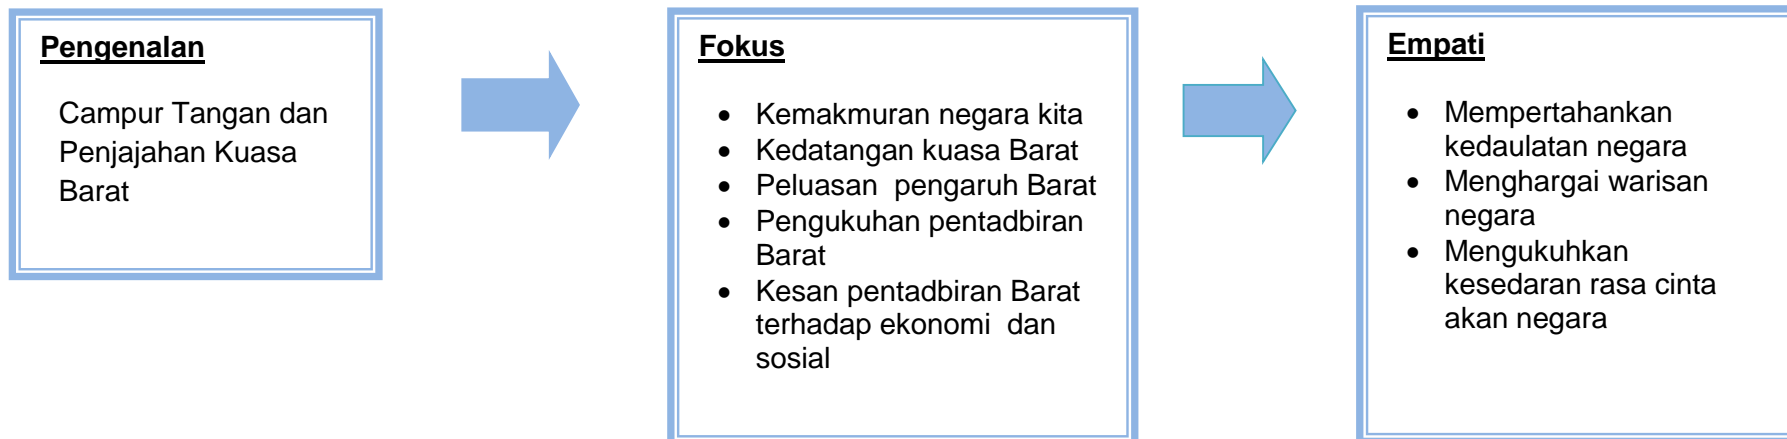 Pengenalan
Campur Tangan dan
Penjajahan Kuasa
Barat
Fokus
• Kemakmuran negara kita
• Kedatangan kuasa Barat
• Peluasan pengaruh Barat
• Pengukuhan pentadbiran
Barat
• Kesan pentadbiran Barat
terhadap ekonomi dan
sosial
Empati
• Mempertahankan
kedaulatan negara
• Menghargai warisan
negara
• Mengukuhkan
kesedaran rasa cinta
akan negara